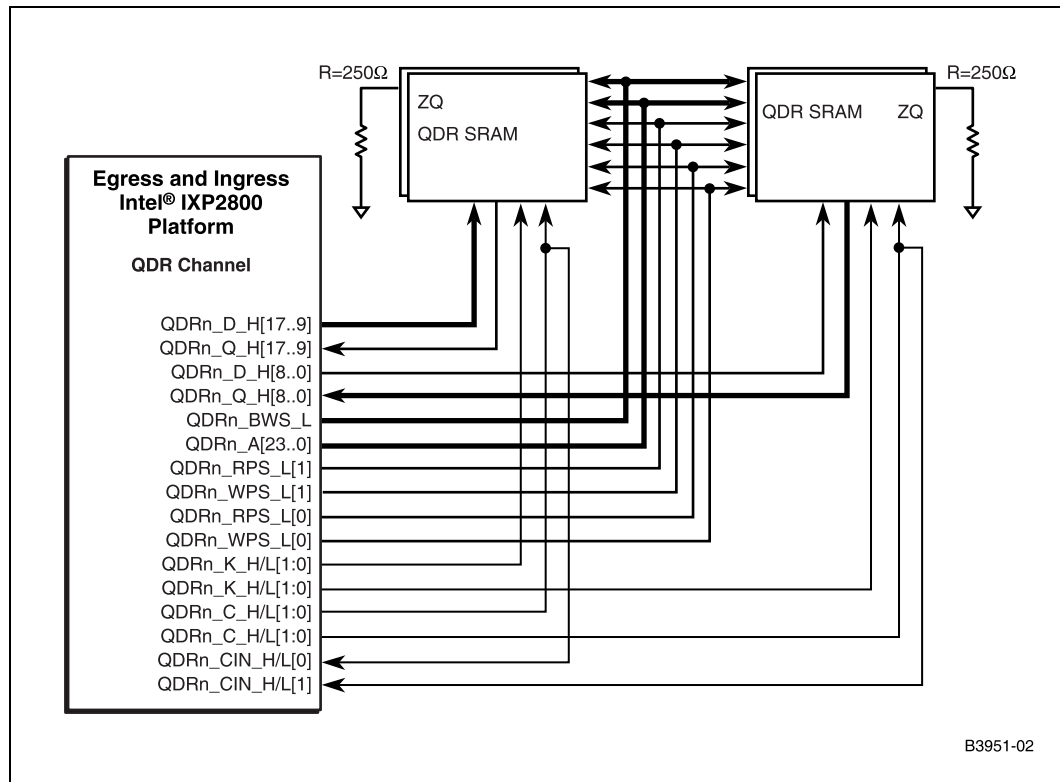 R=250Ω
ZQ
QDR SRAM
QDR SRAM
ZQ
R=250Ω
Egress and Ingress
Intel® IXP2800
Platform
QDR Channel
QDRn_D_H[17..9]
QDRn_Q_H[17..9]
QDRn_D_H[8..0]
QDRn_Q_H[8..0]
QDRn_BWS_L
QDRn_A[23..0]
QDRn_RPS_L[1]
QDRn_WPS_L[1]
QDRn_RPS_L[0]
QDRn_WPS_L[0]
QDRn_K_H/L[1:0]
QDRn_K_H/L[1:0]
QDRn_C_H/L[1:0]
QDRn_C_H/L[1:0]
QDRn_CIN_H/L[0]
QDRn_CIN_H/L[1]
B3951-02